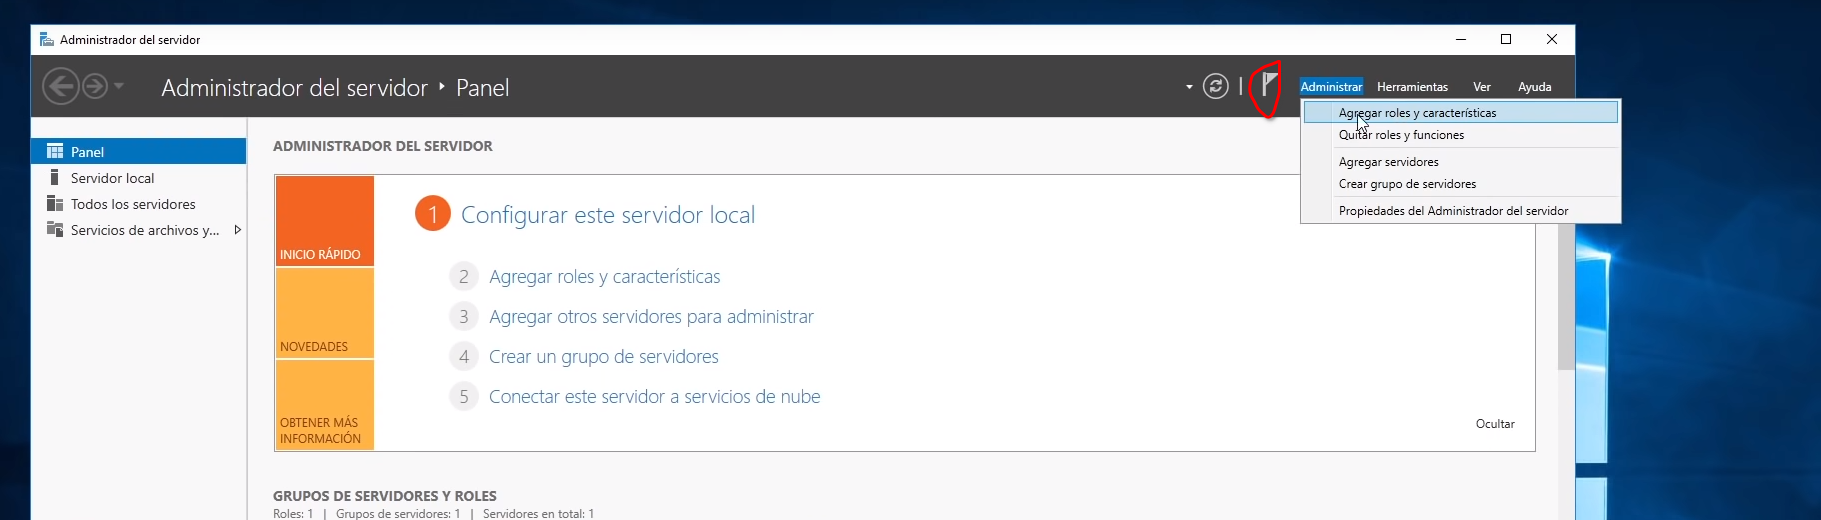 Administrador del servidor
Administrador del servidor ‣ Panel
Administrar Herramientas Ver Ayuda
Agregar roles y características
Quitar roles y funciones
Agregar servidores
Crear grupo de servidores
Propiedades del Administrador del servidor
Panel
Servidor local
Todos los servidores
Servicios de archivos y...
ADMINISTRADOR DEL SERVIDOR
INICIO RÁPIDO
NOVEDADES
OBTENER MÁS
INFORMACIÓN
1 Configurar este servidor local
2 Agregar roles y características
3 Agregar otros servidores para administrar
4 Crear un grupo de servidores
5 Conectar este servidor a servicios de nube
Ocultar
GRUPOS DE SERVIDORES Y ROLES
Roles: 1 | Grupos de servidores: 1 | Servidores en total: 1